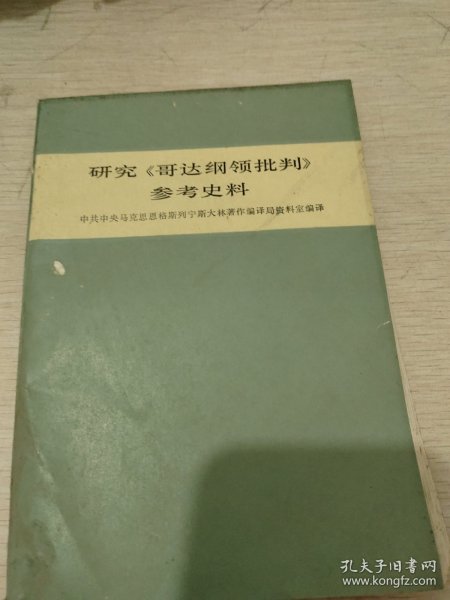 研究《哥达纲领批判》
参考史料
中共中央马克思恩格斯列宁斯大林著作编译局资料室编译
孔夫子旧书网
www.kongfz.com